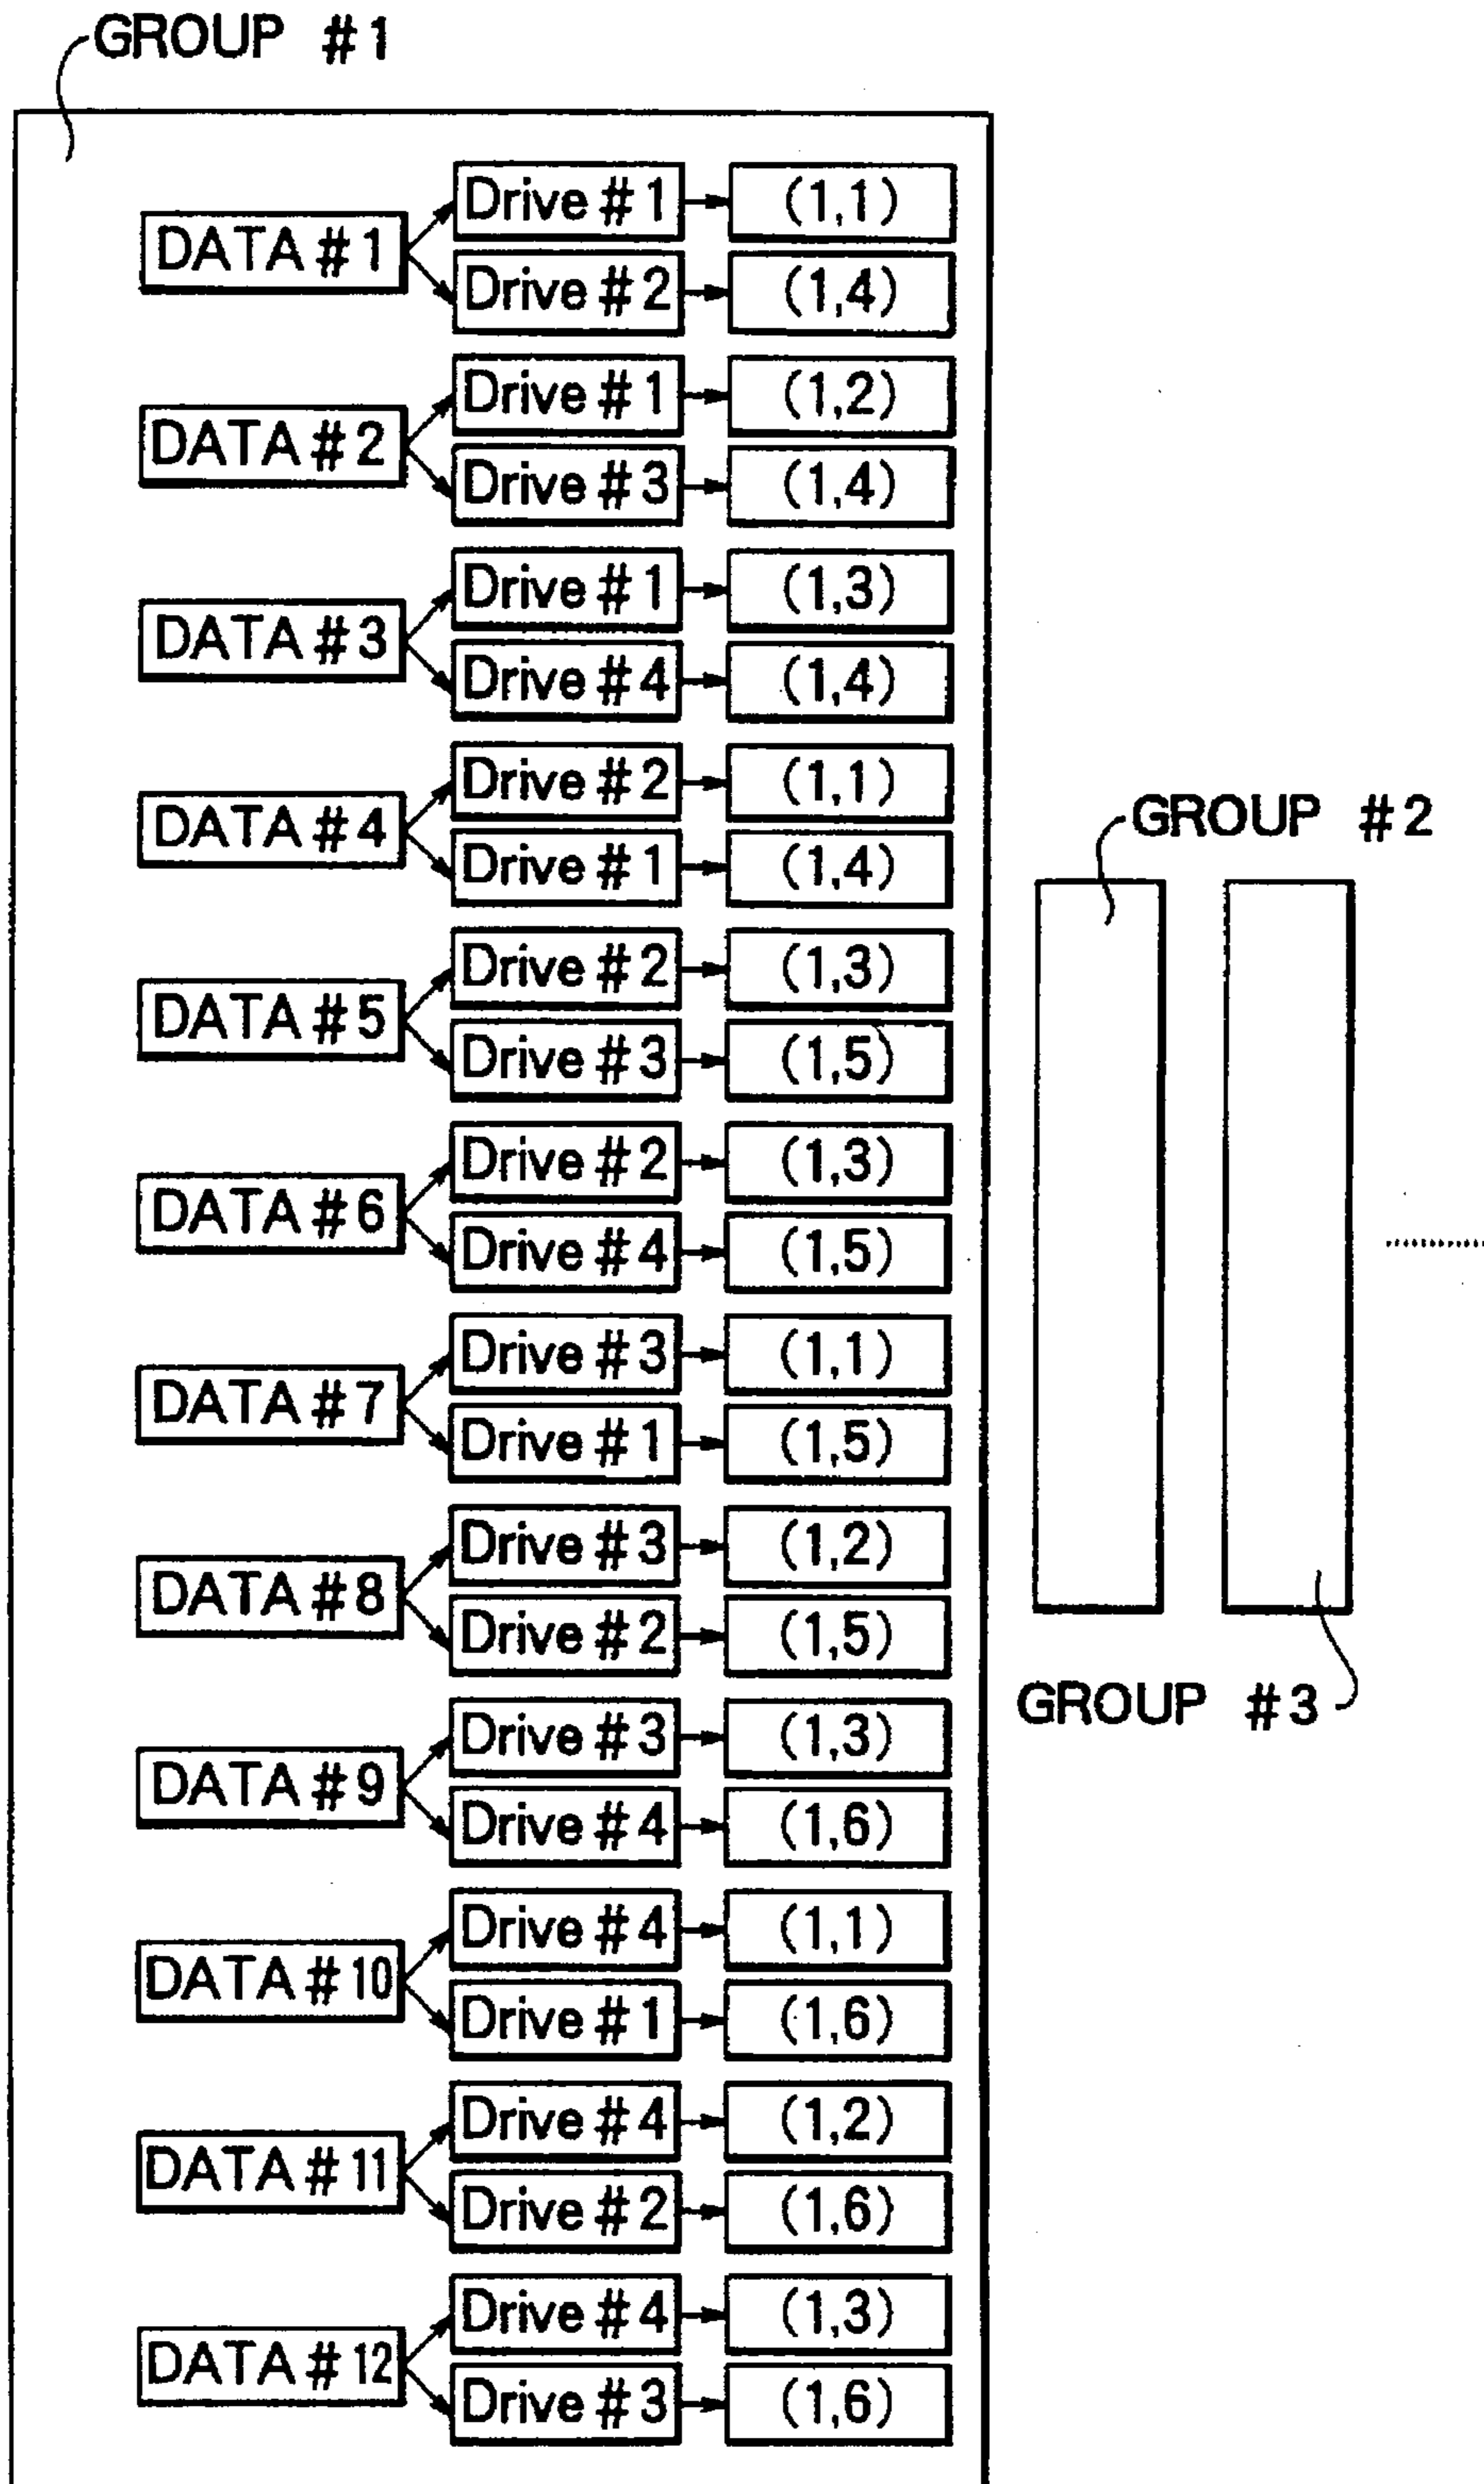 GROUP #1
Drive #1 (1,1)
DATA #1
Drive #2 (1,4)
Drive #1 (1,2)
DATA #2
Drive #3 (1,4)
Drive #1 (1,3)
DATA #3
Drive #4 (1,4)
Drive #2 (1,1)
DATA #4
Drive #1 (1,4)
Drive #2 (1,3)
DATA #5
Drive #3 (1,5)
Drive #2 (1,3)
DATA #6
Drive #4 (1,5)
Drive #3 (1,1)
DATA #7
Drive #1 (1,5)
Drive #3 (1,2)
DATA #8
Drive #2 (1,5)
Drive #3 (1,3)
DATA #9
Drive #4 (1,6)
Drive #4 (1,1)
DATA #10
Drive #1 (1,6)
Drive #4 (1,2)
DATA #11
Drive #2 (1,6)
Drive #4 (1,3)
DATA #12
Drive #3 (1,6)
GROUP #2
GROUP #3